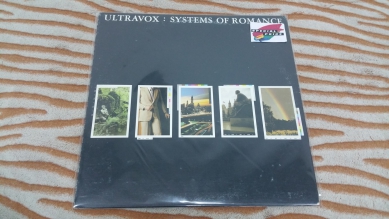 ULTRAVOX : SYSTEMS OF ROMANCE